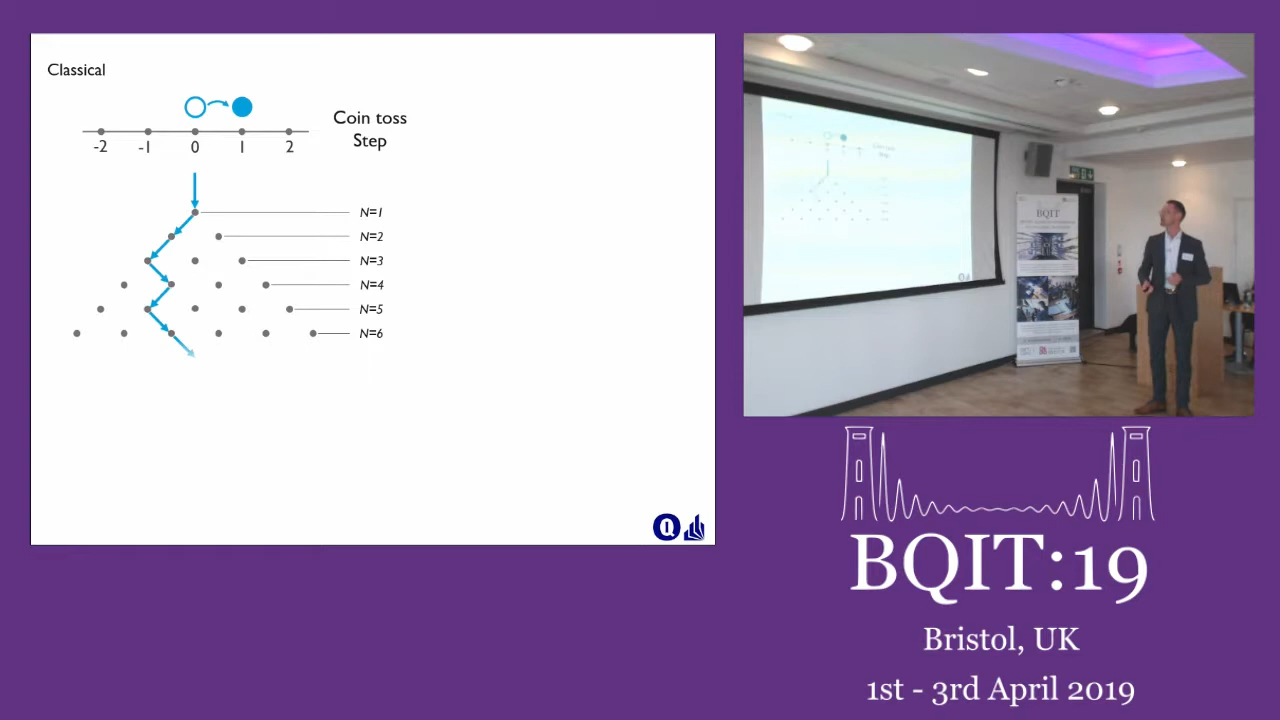 Classical
Coin toss
Step
-2 -1 0 1 2
N=1
N=2
N=3
N=4
N=5
N=6
Q
BQIT
BQIT:19
Bristol, UK
1st - 3rd April 2019